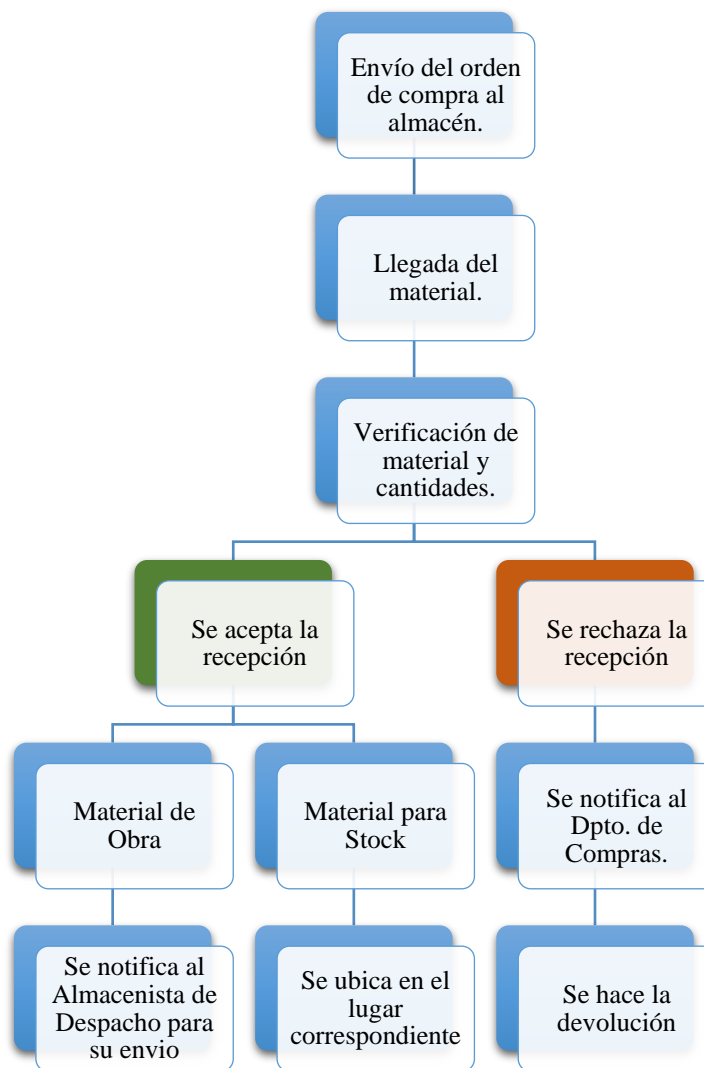 Envío del orden
de compra al
almacén.
Llegada del
material.
Verificación de
material y
cantidades.
Se acepta la
recepción
Se rechaza la
recepción
Material de
Obra
Material para
Stock
Se notifica al
Dpto. de
Compras.
Se notifica al
Almacenista de
Despacho para
su envio
Se ubica en el
lugar
correspondiente
Se hace la
devolución